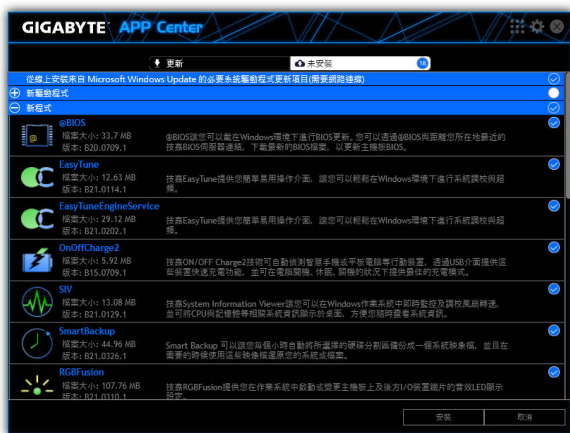 GIGABYTE APP Center
更新
未安裝
18
從線上安裝來自 Microsoft Windows Update 的必要系統驅動程式更新項目(需要網路連線)
新驅動程式
新程式
@BIOS
檔案大小: 33.7 MB
版本: B20.0709.1
@BIOS讓您可以載在Windows環境下進行BIOS更新。您可以透過@BIOS與距離您所在地最近的
技嘉BIOS伺服器連結，下載最新的BIOS檔案，以更新主機板BIOS。
EasyTune
檔案大小: 12.63 MB
版本: B21.0114.1
技嘉EasyTune提供您簡單易用操作介面，讓您可以輕鬆在Windows環境下進行系統調校與超
頻。
EasyTuneEngineService
檔案大小: 29.12 MB
版本: B21.0202.1
技嘉EasyTune提供您簡單易用操作介面，讓您可以輕鬆在Windows環境下進行系統調校與超
頻。
OnOffCharge2
檔案大小: 5.92 MB
版本: B15.0709.1
技嘉ON/OFF Charge2技術可自動偵測智慧手機或平板電腦等行動裝置，透過USB介面提供這
些裝置快速充電功能，並可在電腦開機、休眠、關機的狀況下提供最佳的充電模式。
SIV
檔案大小: 13.08 MB
版本: B21.0129.1
技嘉System Information Viewer讓您可以在Windows作業系統中即時監控及調校風扇轉速，
並可將CPU與記憶體等相關系統資訊顯示於桌面，方便您隨時查看系統資訊。
SmartBackup
檔案大小: 44.96 MB
版本: B21.0326.1
Smart Backup 可以讓您每個小時自動將所選擇的硬碟分割區備份成一個系統映象檔，並且在
需要的時候使用這些映像檔還原您的系統或檔案。
RGBFusion
檔案大小: 107.76 MB
版本: B21.0310.1
技嘉RGBFusion提供您在作業系統中啟動或變更主機板上及後方I/O裝置鐵片的音效LED顯示
設定。
安裝
取消